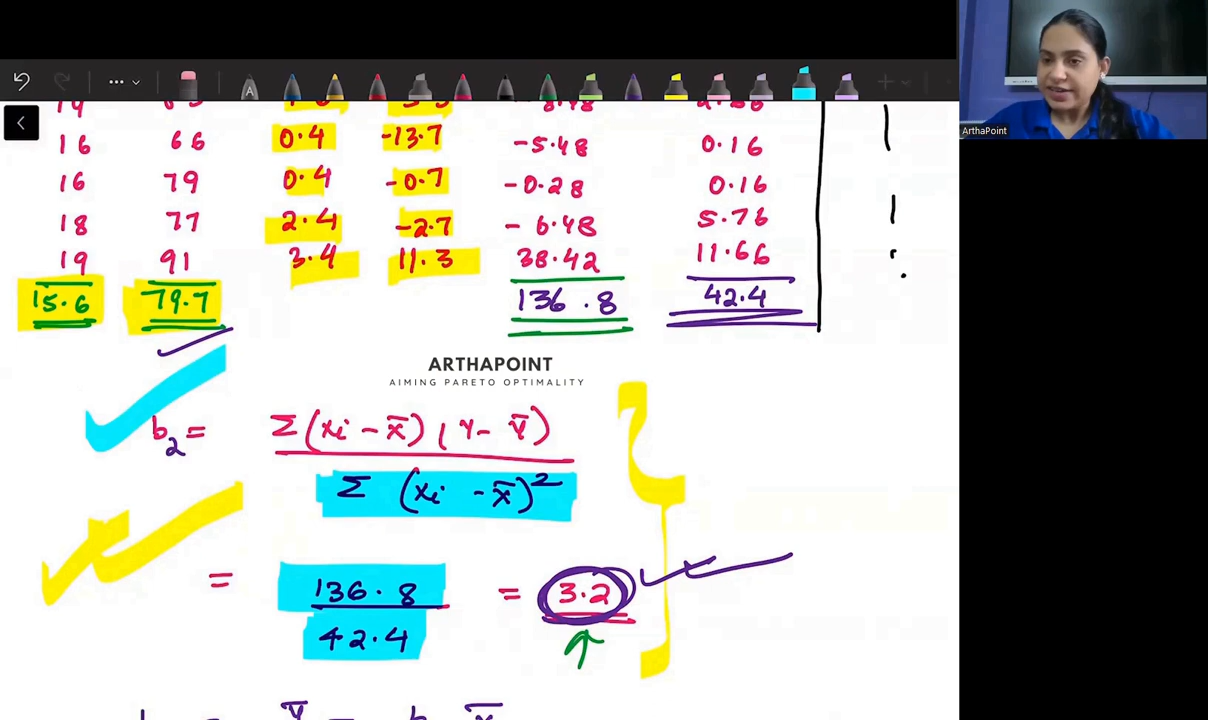 16 66 0.4 -13.7 -5.48 0.16
16 79 0.4 -0.7 -0.28 0.16
18 77 2.4 -2.7 -6.48 5.76
19 91 3.4 11.3 38.42 11.66
15.6 79.7 136.8 42.4
ARTHAPOINT
AIMING PARETO OPTIMALITY
b2 = Σ(xi - x̄)(Y - Ȳ)
Σ(xi - x̄)²
= 136.8 = 3.2
42.4
ArthaPoint